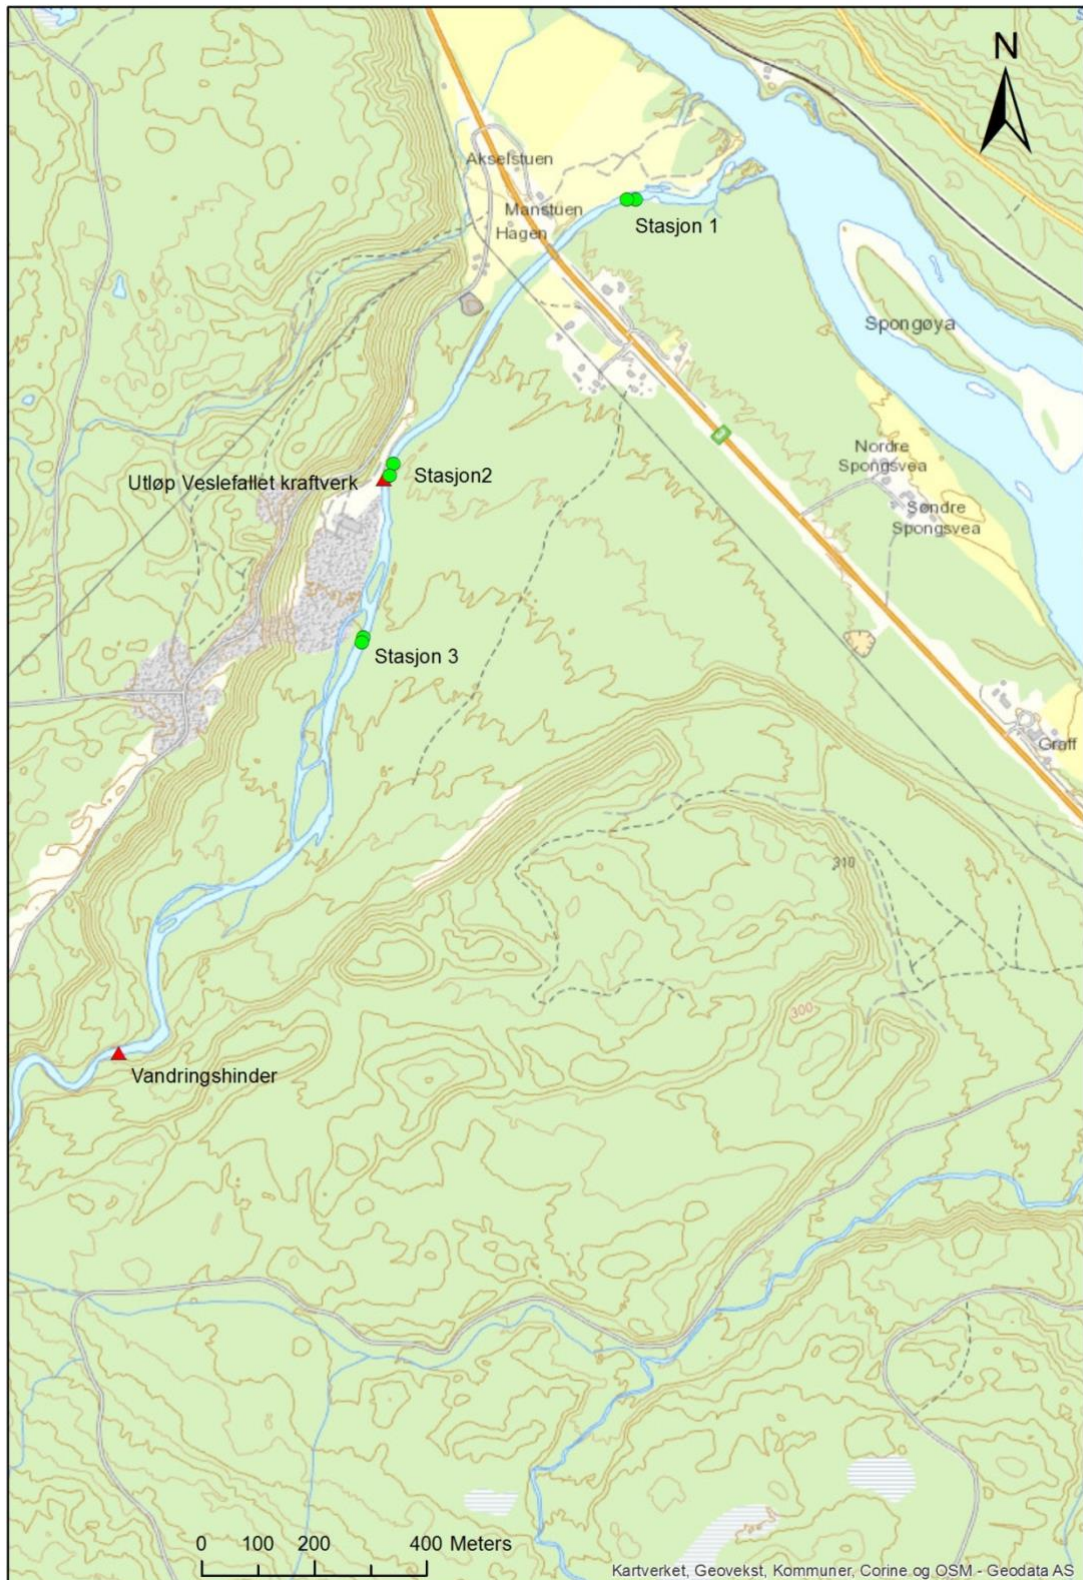 N
Akselstuen
Manstuen
Hagen
Stasjon 1
Spongøya
Nordre
Spongsvea
Søndre
Spongsvea
Utløp Veslefallet kraftverk
Stasjon2
Stasjon 3
Graff
310
300
Vandringshinder
0 100 200 400 Meters
Kartverket, Geovekst, Kommuner, Corine og OSM - Geodata AS